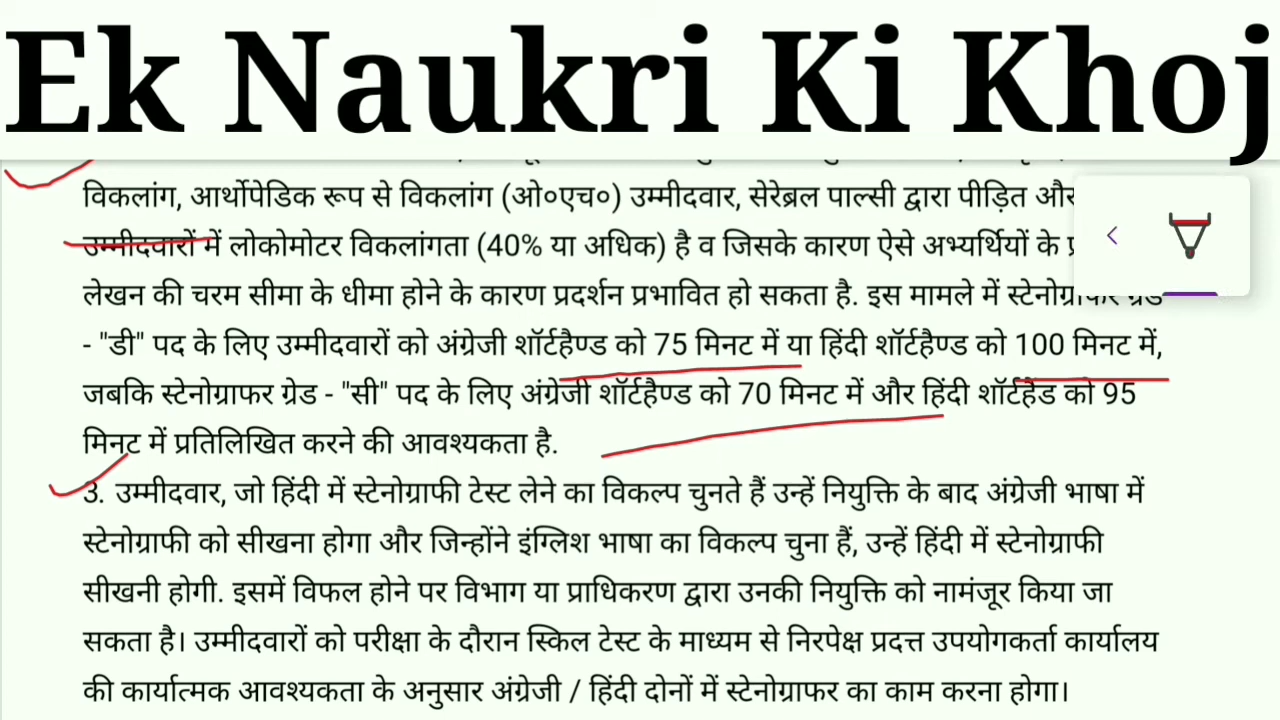 Ek Naukri Ki Khoj
विकलांग, आर्थोपेडिक रूप से विकलांग (ओ०एच०) उम्मीदवार, सेरेब्रल पाल्सी द्वारा पीड़ित और
उम्मीदवारों में लोकोमोटर विकलांगता (40% या अधिक) है व जिसके कारण ऐसे अभ्यर्थियों के
लेखन की चरम सीमा के धीमा होने के कारण प्रदर्शन प्रभावित हो सकता है. इस मामले में स्टेनोग्राफर ग्रेड
- "डी" पद के लिए उम्मीदवारों को अंग्रेजी शॉर्टहैण्ड को 75 मिनट में या हिंदी शॉर्टहैण्ड को 100 मिनट में,
जबकि स्टेनोग्राफर ग्रेड - "सी" पद के लिए अंग्रेजी शॉर्टहैण्ड को 70 मिनट में और हिंदी शॉर्टहैंड को 95
मिनट में प्रतिलिखित करने की आवश्यकता है.
3. उम्मीदवार, जो हिंदी में स्टेनोग्राफी टेस्ट लेने का विकल्प चुनते हैं उन्हें नियुक्ति के बाद अंग्रेजी भाषा में
स्टेनोग्राफी को सीखना होगा और जिन्होंने इंग्लिश भाषा का विकल्प चुना हैं, उन्हें हिंदी में स्टेनोग्राफी
सीखनी होगी. इसमें विफल होने पर विभाग या प्राधिकरण द्वारा उनकी नियुक्ति को नामंजूर किया जा
सकता है। उम्मीदवारों को परीक्षा के दौरान स्किल टेस्ट के माध्यम से निरपेक्ष प्रदत्त उपयोगकर्ता कार्यालय
की कार्यात्मक आवश्यकता के अनुसार अंग्रेजी / हिंदी दोनों में स्टेनोग्राफर का काम करना होगा।